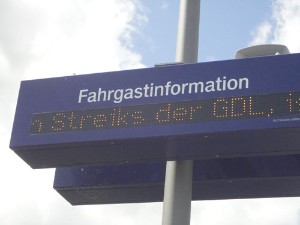 Fahrgastinformation
Streiks der GDL,